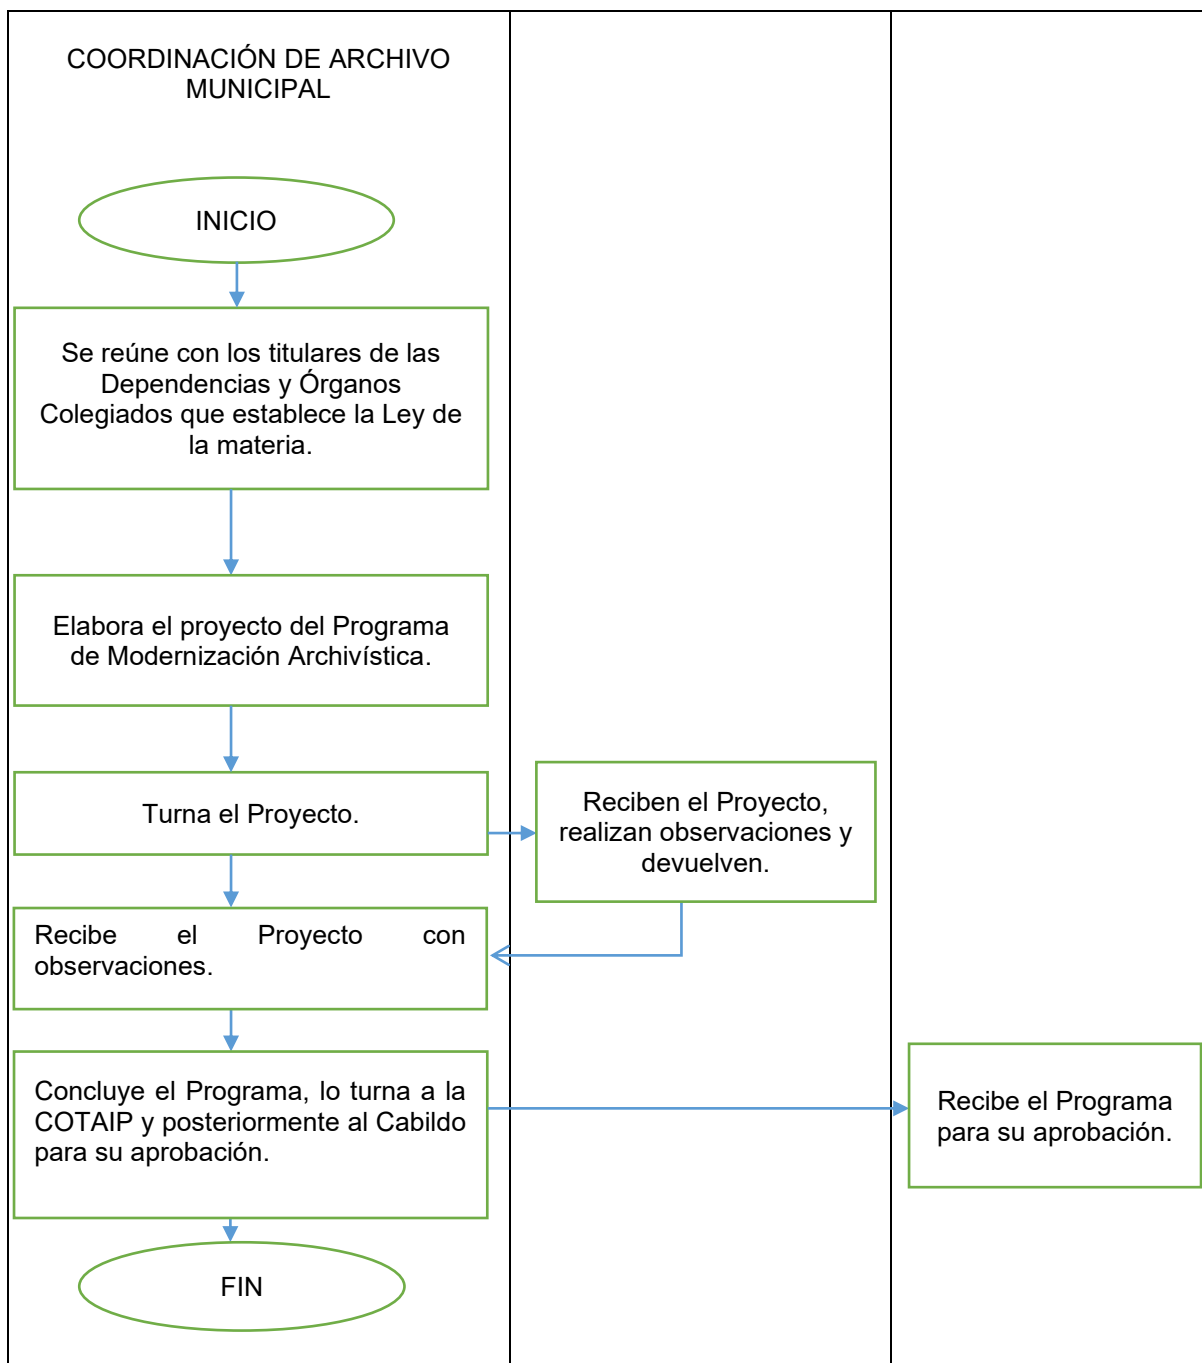 COORDINACIÓN DE ARCHIVO
MUNICIPAL
INICIO
Se reúne con los titulares de las
Dependencias y Órganos
Colegiados que establece la Ley de
la materia.
Elabora el proyecto del Programa
de Modernización Archivística.
Turna el Proyecto.
Reciben el Proyecto,
realizan observaciones y
devuelven.
Recibe el Proyecto con
observaciones.
Concluye el Programa, lo turna a la
COTAIP y posteriormente al Cabildo
para su aprobación.
Recibe el Programa
para su aprobación.
FIN